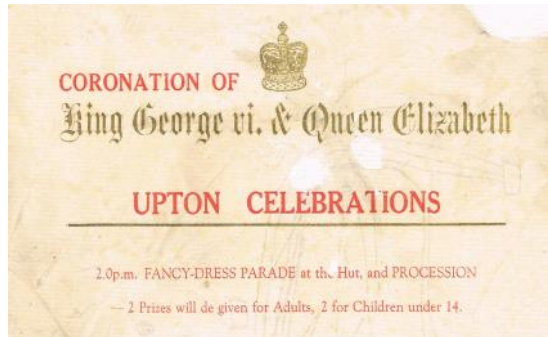 CORONATION OF
King George vi. & Queen Elizabeth
UPTON CELEBRATIONS
2.0p.m. FANCY-DRESS PARADE at the Hut, and PROCESSION
— 2 Prizes will de given for Adults, 2 for Children under 14.